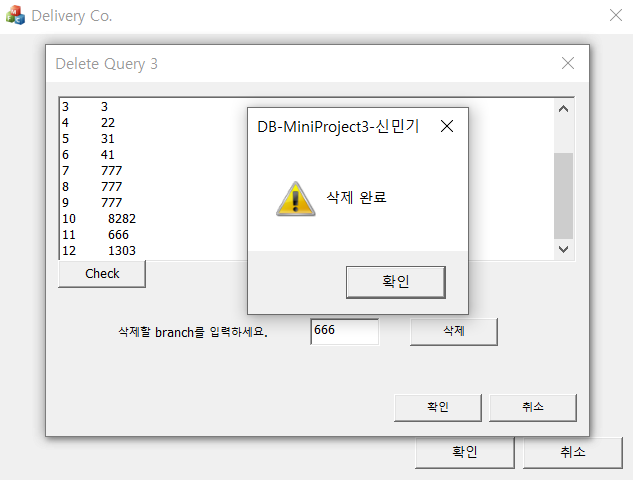 Delivery Co.
Delete Query 3
3 3
4 22
5 31
6 41
7 777
8 777
9 777
10 8282
11 666
12 1303
DB-MiniProject3-신민기
삭제 완료
확인
Check
삭제할 branch를 입력하세요.
666
삭제
확인
취소
확인
취소